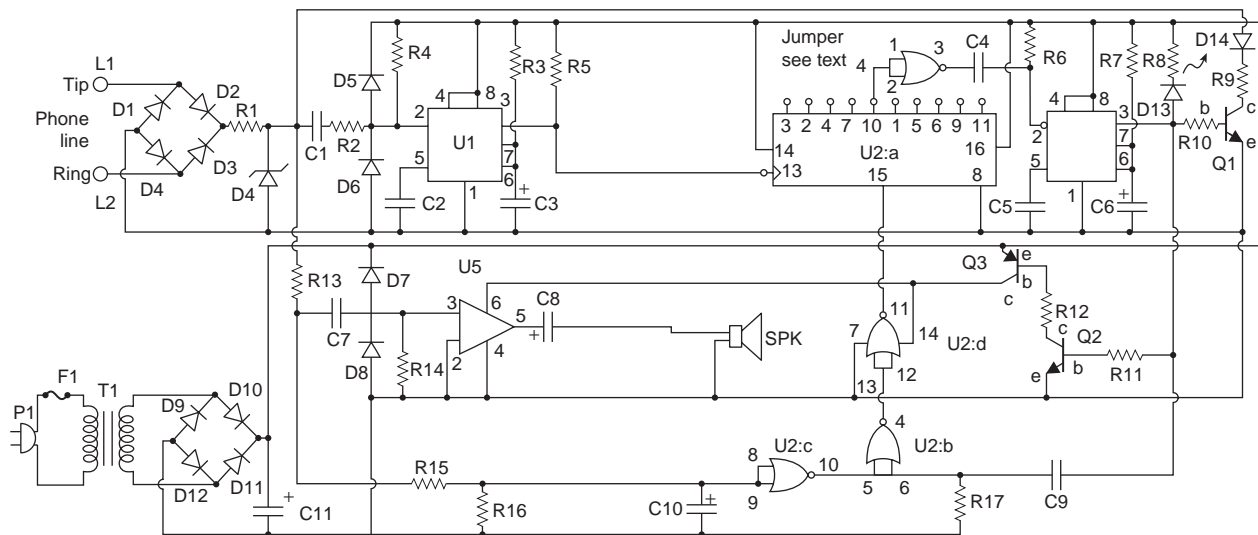 L1
Tip
D1
D2
R1
Phone
line
D3
Ring
D4
L2
D4
C1
R2
D5
D6
R4
4
8
R3
R5
2
3
U1
5
7
6
1
C2
+
C3
Jumper
see text
1
3
C4
4
2
3
2
4
7
10
1
5
6
9
11
14
U2:a
16
13
15
8
R6
4
8
R7
R8
D14
R9
D13
c
3
b
2
7
R10
5
6
e
Q1
1
C5
+
C6
R13
D7
U5
C7
3
6
C8
5
+
2
4
R14
D8
SPK
Q3
e
b
c
R12
11
7
14
U2:d
c
Q2
e
b
R11
13
12
F1
T1
P1
D9
D10
D12
D11
+
C11
4
U2:c
U2:b
8
10
R15
5
6
9
R16
C10
+
R17
C9